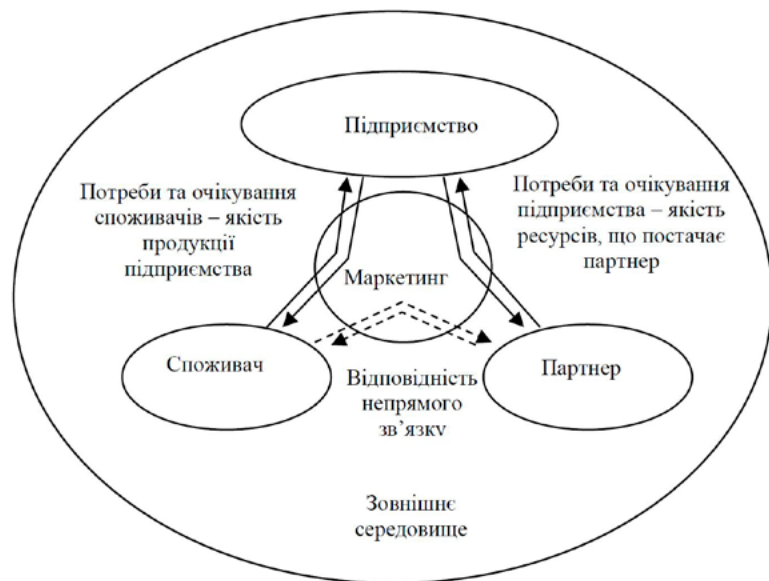 Підприємство
Потреби та очікування
споживачів – якість
продукції
підприємства
Потреби та очікування
підприємства – якість
ресурсів, що постачає
партнер
Маркетинг
Споживач
Партнер
Відповідність
непрямого
зв’язку
Зовнішнє
середовище